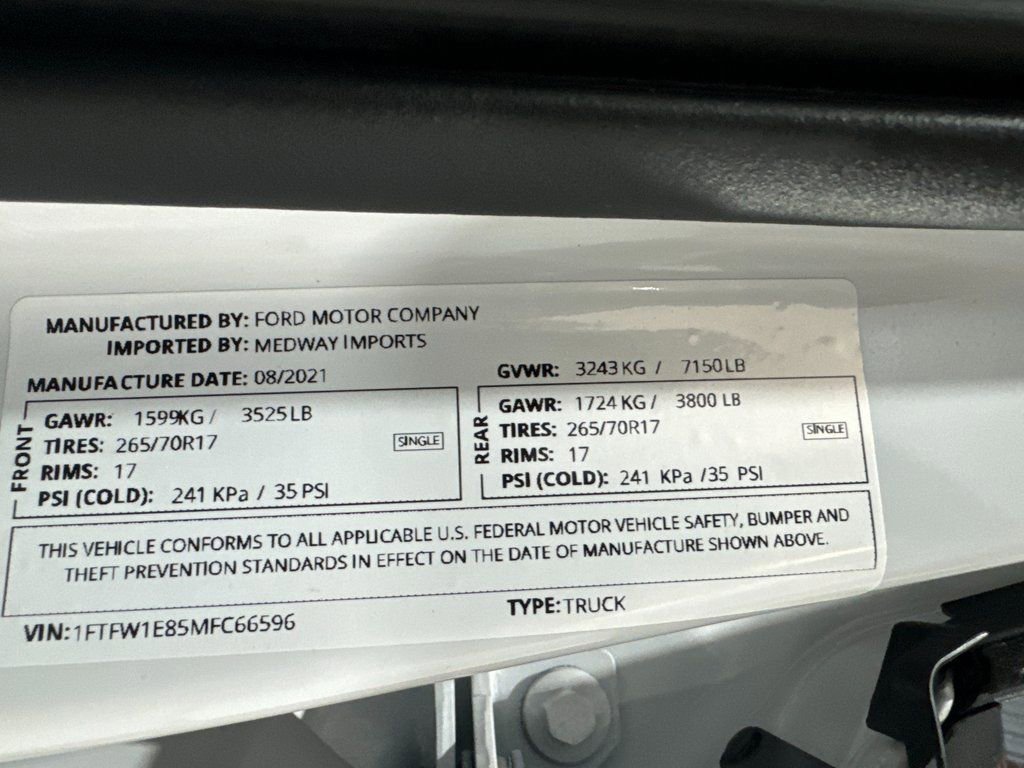 MANUFACTURED BY: FORD MOTOR COMPANY
IMPORTED BY: MEDWAY IMPORTS
MANUFACTURE DATE: 08/2021
GVWR: 3243 KG / 7150 LB
FRONT
GAWR: 1599KG / 3525 LB
TIRES: 265/70R17
SINGLE
RIMS: 17
PSI (COLD): 241 KPa / 35 PSI
REAR
GAWR: 1724 KG / 3800 LB
TIRES: 265/70R17
SINGLE
RIMS: 17
PSI (COLD): 241 KPa /35 PSI
THIS VEHICLE CONFORMS TO ALL APPLICABLE U.S. FEDERAL MOTOR VEHICLE SAFETY, BUMPER AND
THEFT PREVENTION STANDARDS IN EFFECT ON THE DATE OF MANUFACTURE SHOWN ABOVE.
VIN: 1FTFW1E85MFC66596
TYPE: TRUCK